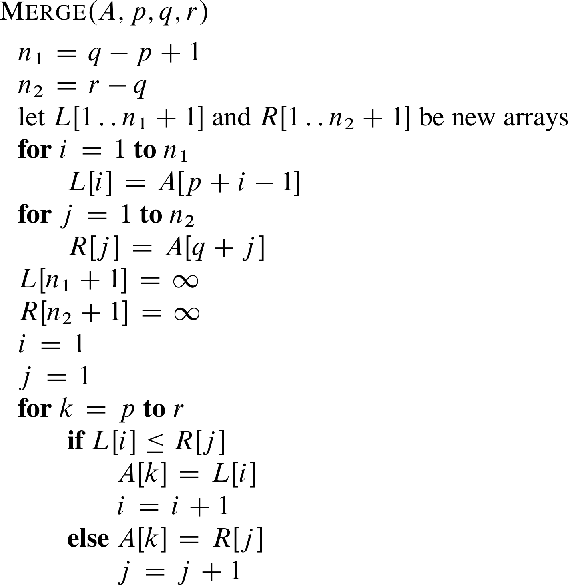 MERGE(A, p, q, r)
n₁ = q − p + 1
n₂ = r − q
let L[1 . . n₁ + 1] and R[1 . . n₂ + 1] be new arrays
for i = 1 to n₁
L[i] = A[p + i − 1]
for j = 1 to n₂
R[j] = A[q + j]
L[n₁ + 1] = ∞
R[n₂ + 1] = ∞
i = 1
j = 1
for k = p to r
if L[i] ≤ R[j]
A[k] = L[i]
i = i + 1
else A[k] = R[j]
j = j + 1